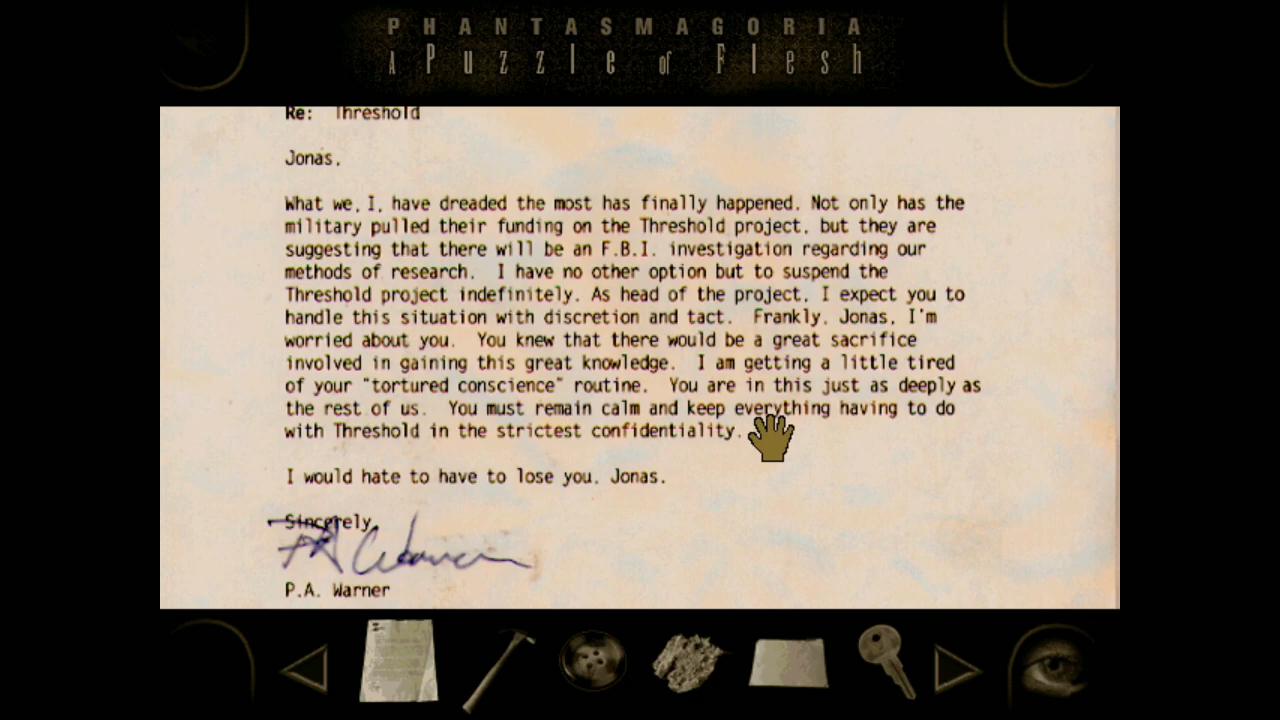 PHANTASMAGORIA
A Puzzle of Flesh
Re: Threshold
Jonas,
What we, I, have dreaded the most has finally happened. Not only has the
military pulled their funding on the Threshold project, but they are
suggesting that there will be an F.B.I. investigation regarding our
methods of research. I have no other option but to suspend the
Threshold project indefinitely. As head of the project, I expect you to
handle this situation with discretion and tact. Frankly, Jonas, I'm
worried about you. You knew that there would be a great sacrifice
involved in gaining this great knowledge. I am getting a little tired
of your "tortured conscience" routine. You are in this just as deeply as
the rest of us. You must remain calm and keep everything having to do
with Threshold in the strictest confidentiality.
I would hate to have to lose you, Jonas.
Sincerely,
PA Warner
P.A. Warner